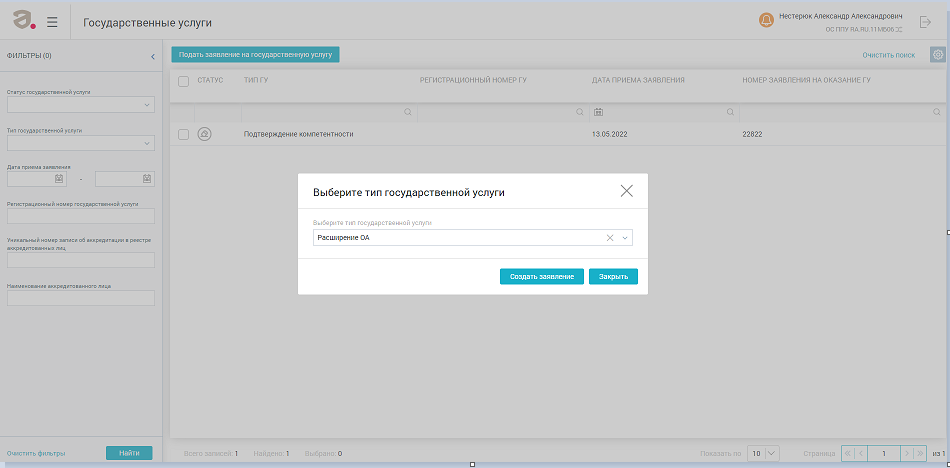 Государственные услуги
Нестерюк Александр Александрович
ОС ППУ RA.RU.11МБ06
ФИЛЬТРЫ (0)
Статус государственной услуги
Тип государственной услуги
Дата приема заявления
-
Регистрационный номер государственной услуги
Уникальный номер записи об аккредитации в реестре
аккредитованных лиц
Наименование аккредитованного лица
Очистить фильтры
Найти
Подать заявление на государственную услугу
Очистить поиск
СТАТУС
ТИП ГУ
РЕГИСТРАЦИОННЫЙ НОМЕР ГУ
ДАТА ПРИЕМА ЗАЯВЛЕНИЯ
НОМЕР ЗАЯВЛЕНИЯ НА ОКАЗАНИЕ ГУ
Подтверждение компетентности
13.05.2022
22822
Выберите тип государственной услуги
Выберите тип государственной услуги
Расширение ОА
Создать заявление
Закрыть
Всего записей: 1
Найдено: 1
Выбрано: 0
Показать по
10
Страница
1
из 1